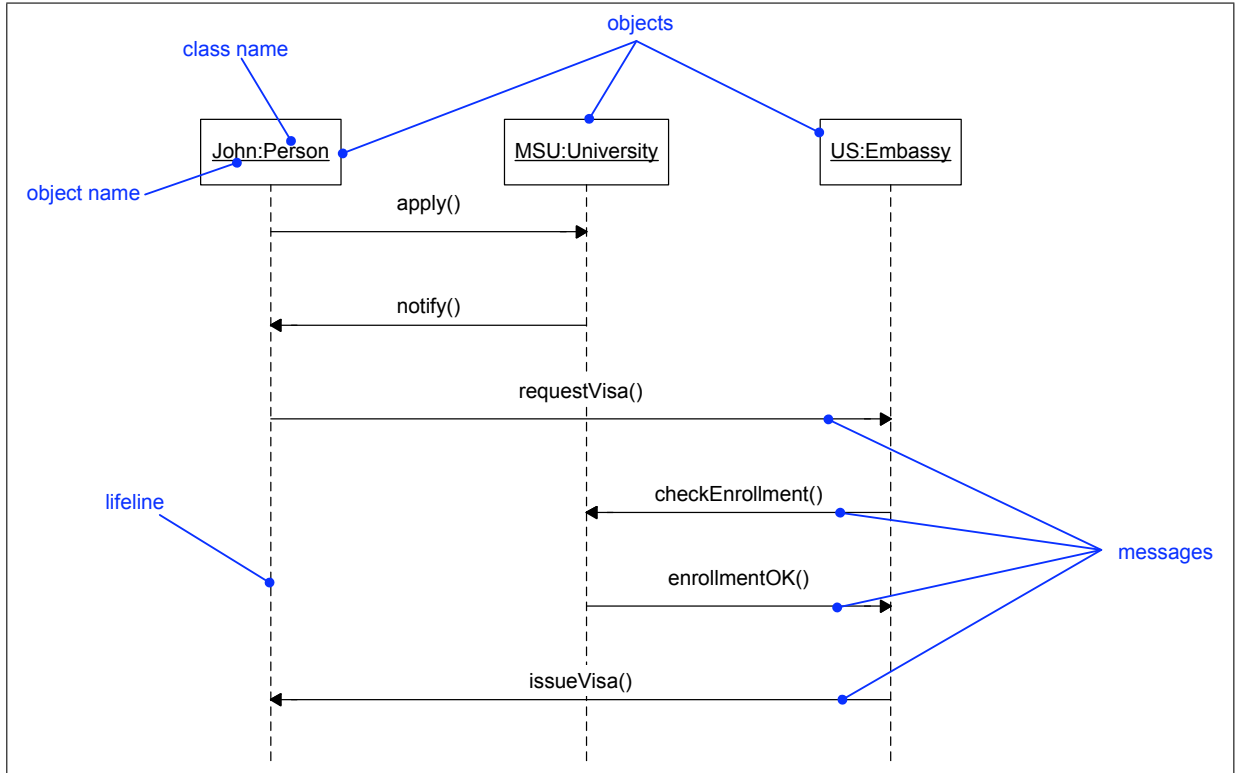 objects
class name
John:Person
MSU:University
US:Embassy
object name
apply()
notify()
requestVisa()
checkEnrollment()
lifeline
messages
enrollmentOK()
issueVisa()